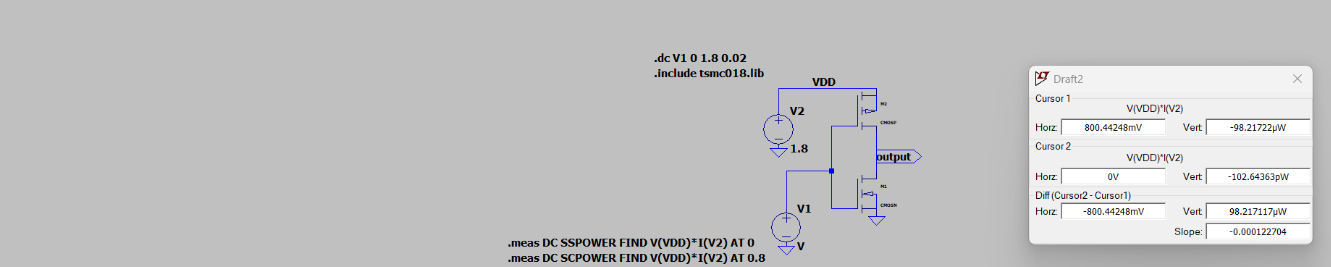 .dc V1 0 1.8 0.02
.include tsmc018.lib
VDD
M2
V2
CMOSP
1.8
output
M1
V1
CMOSN
V
.meas DC SSPOWER FIND V(VDD)*I(V2) AT 0
.meas DC SCPOWER FIND V(VDD)*I(V2) AT 0.8
Draft2
Cursor 1
V(VDD)*I(V2)
Horz: 800.44248mV Vert: -98.21722µW
Cursor 2
V(VDD)*I(V2)
Horz: 0V Vert: -102.64363pW
Diff (Cursor2 - Cursor1)
Horz: -800.44248mV Vert: 98.217117µW
Slope: -0.000122704